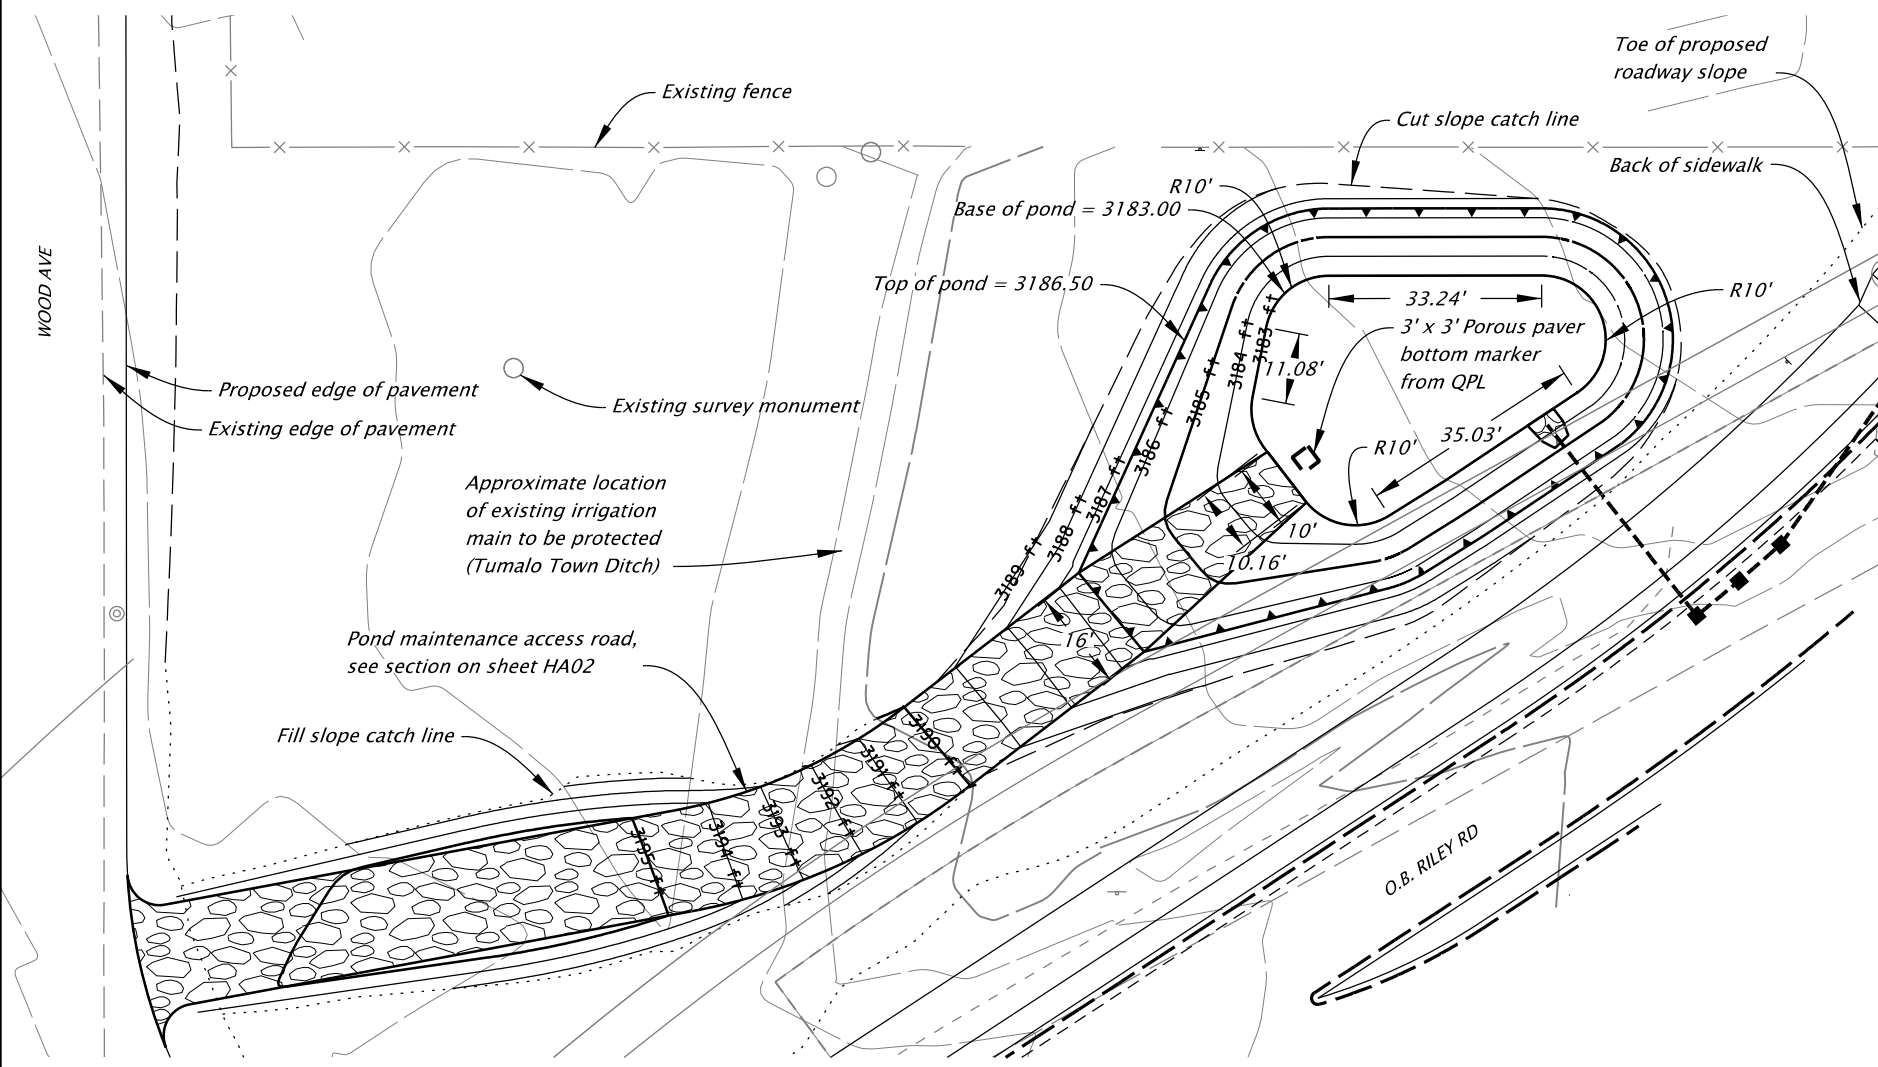 Toe of proposed
roadway slope
Existing fence
Cut slope catch line
Back of sidewalk
R10'
Base of pond = 3183.00
Top of pond = 3186.50
WOOD AVE
33.24'
R10'
3' x 3' Porous paver
bottom marker
from QPL
11.08'
3183 ft
3184 ft
3185 ft
3186 ft
3187 ft
3188 ft
3189 ft
Proposed edge of pavement
Existing survey monument
Existing edge of pavement
35.03'
R10'
Approximate location
of existing irrigation
main to be protected
(Tumalo Town Ditch)
10'
10.16'
16'
Pond maintenance access road,
see section on sheet HA02
Fill slope catch line
3190 ft
3191 ft
3192 ft
3193 ft
3194 ft
3195 ft
O.B. RILEY RD